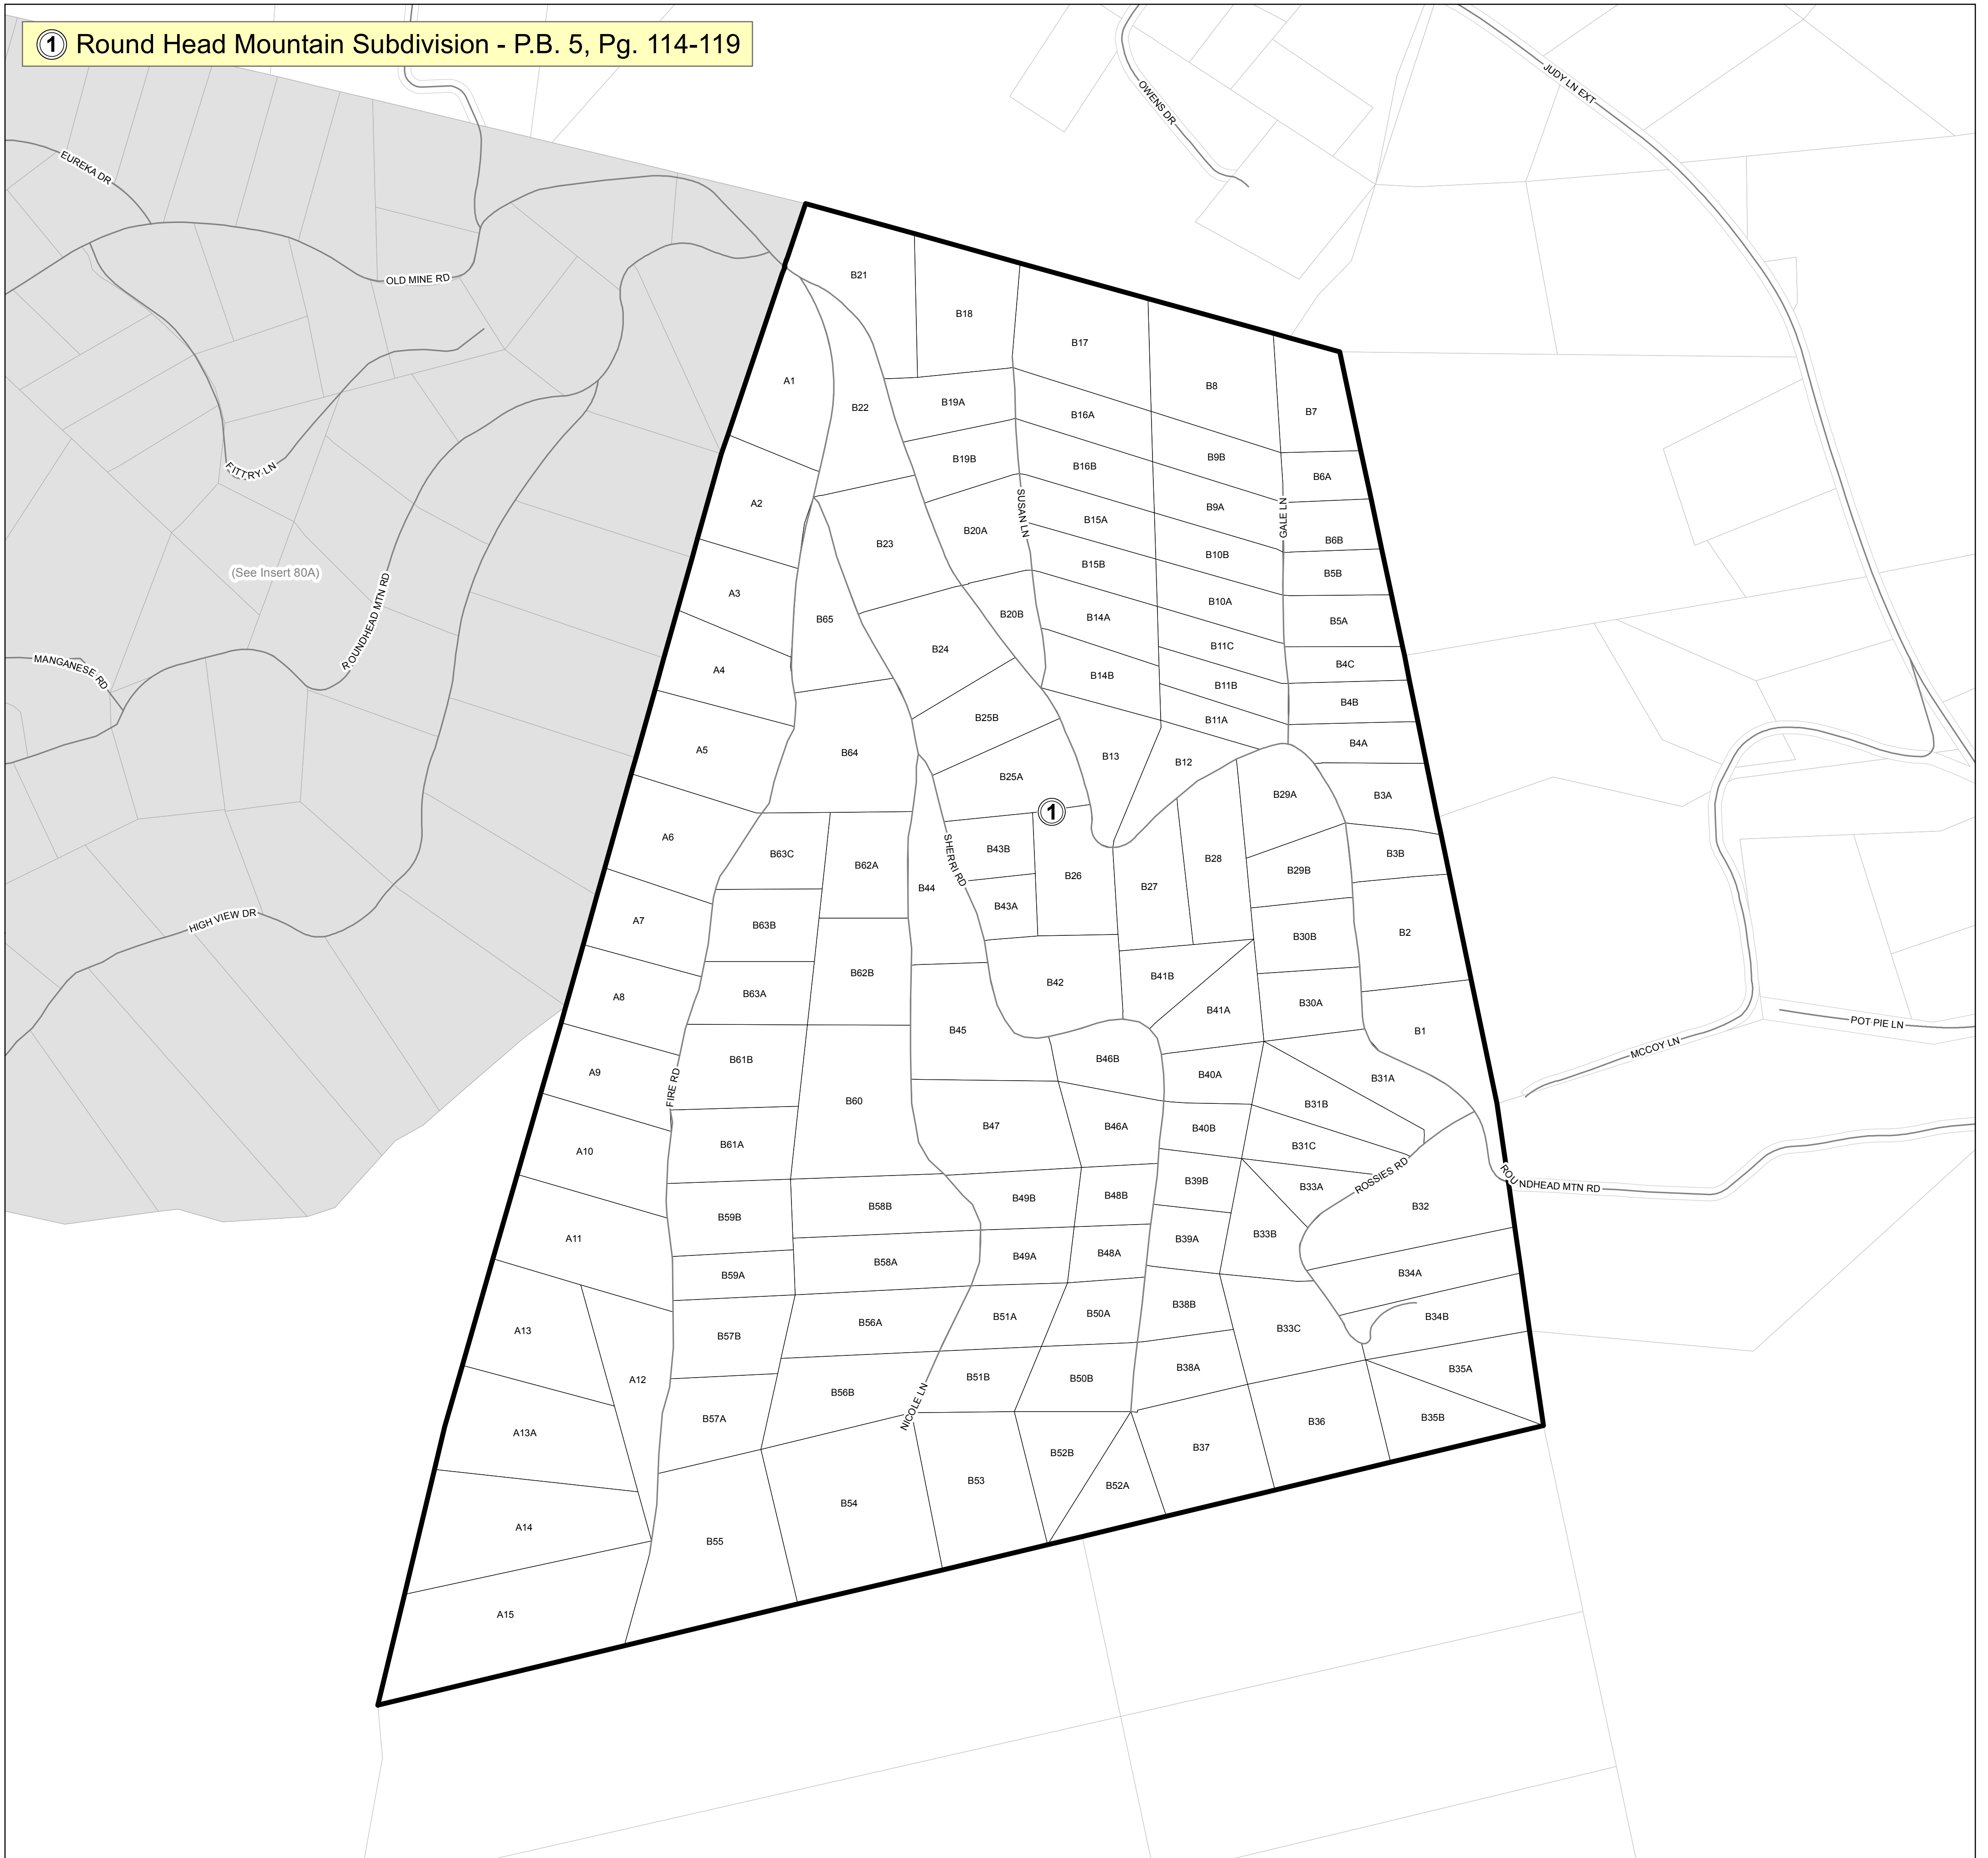 1 Round Head Mountain Subdivision - P.B. 5, Pg. 114-119
JUDY LN EXT
OWENS DR
EUREKA DR
OLD MINE RD
B21
B18
B17
A1
B8
B22
B19A
B7
B16A
B9B
B19B
B16B
FITTRY LN
B6A
A2
SUSAN LN
B9A
GALE LN
B15A
B20A
B6B
B23
B10B
(See Insert 80A)
B15B
B5B
A3
B10A
ROUNDHEAD MTN RD
B20B
B14A
B65
B5A
B11C
B24
B4C
MANGANESE RD
A4
B14B
B11B
B4B
B25B
B11A
B4A
A5
B64
B13
B12
B25A
B29A
B3A
1
A6
B63C
B62A
B43B
B28
B3B
SHERRI RD
B44
B26
B27
B29B
B43A
HIGH VIEW DR
A7
B63B
B30B
B2
B62B
B42
B41B
A8
B63A
B30A
B41A
POT PIE LN
B45
B1
MCCOY LN
B61B
B46B
A9
FIRE RD
B40A
B31A
B60
B31B
B47
B46A
B40B
B61A
B31C
A10
ROSSIES RD
B39B
B33A
ROUNDHEAD MTN RD
B49B
B48B
B58B
B32
B59B
B33B
A11
B39A
B49A
B48A
B58A
B34A
B59A
B38B
B50A
B51A
B34B
B56A
B33C
A13
B57B
B38A
B35A
B51B
B50B
A12
B56B
NICOLE LN
B57A
B35B
B36
A13A
B37
B52B
B53
B52A
B54
A14
B55
A15